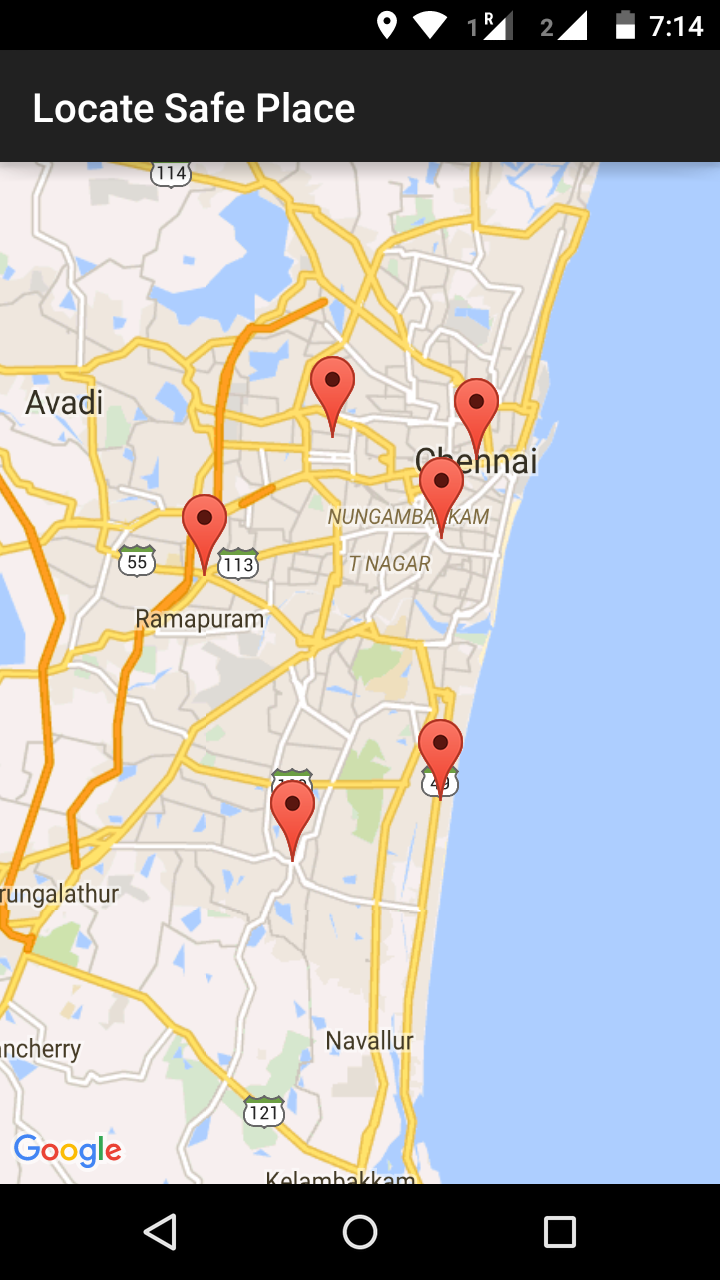 1 R 2 7:14
Locate Safe Place
114
Avadi
Chennai
NUNGAMBAKKAM
55
113
T NAGAR
Ramapuram
49
rungalathur
Navallur
ancherry
121
Google
Kelambakkam